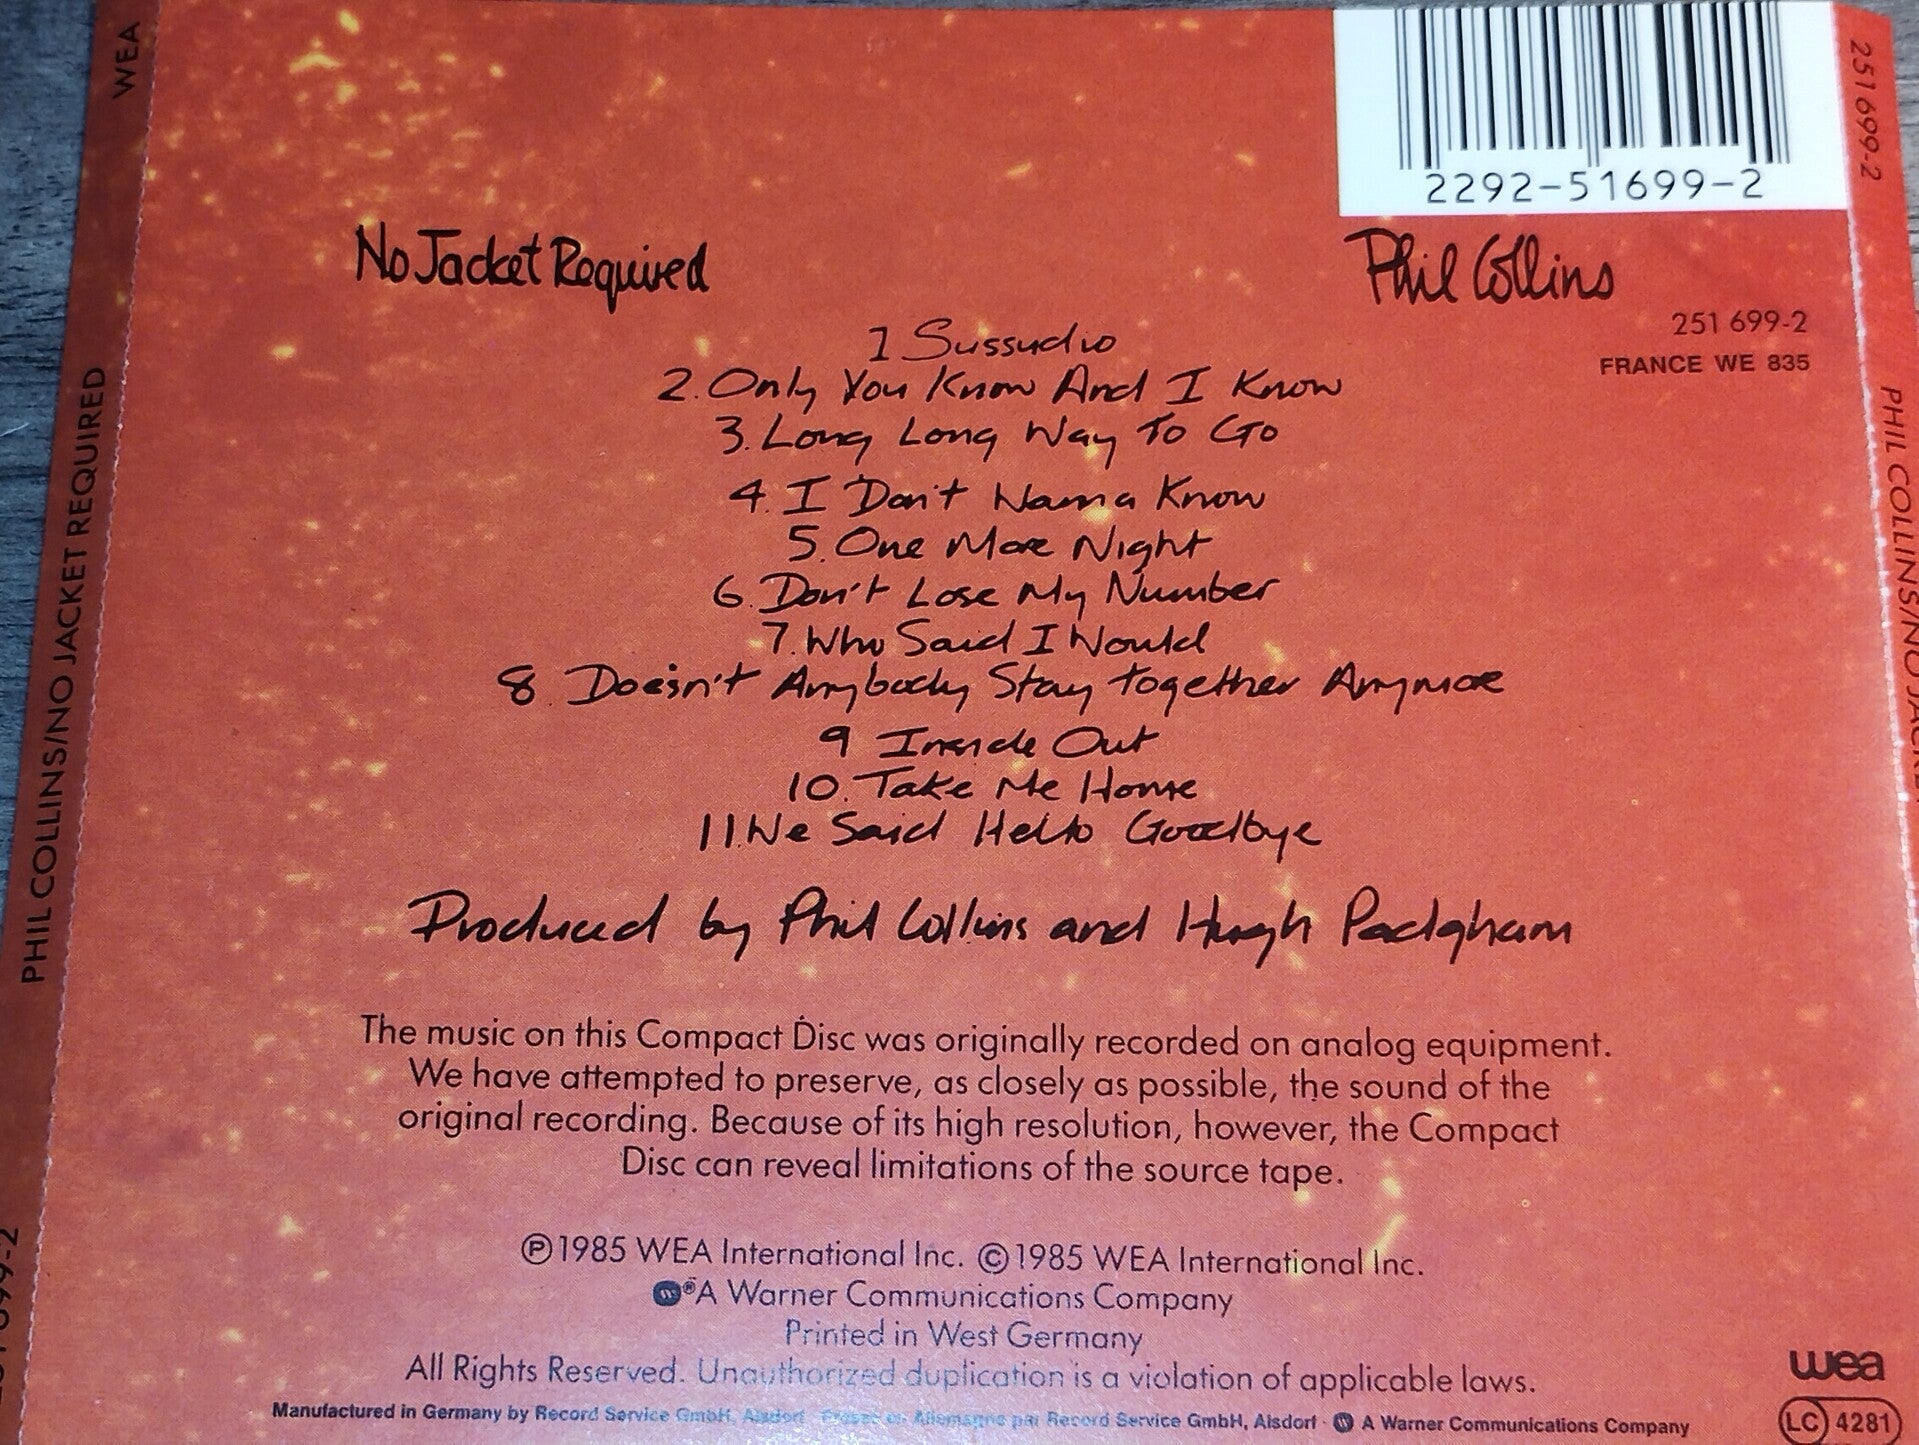 WEA
251 699-2
2292-51699-2
No Jacket Required
Phil Collins
251 699-2
FRANCE WE 835
1 Sussudio
2. Only You Know And I Know
3. Long Long Way To Go
4. I Don't Wanna Know
5. One More Night
6. Don't Lose My Number
7. Who Said I Would
8. Doesn't Anybody Stay Together Anymore
9 Inside Out
10. Take Me Home
11. We Said Hello Goodbye
Produced by Phil Collins and Hugh Padgham
PHIL COLLINS/NO JACKET REQUIRED
PHIL COLLINS/NO JACKE
The music on this Compact Disc was originally recorded on analog equipment.
We have attempted to preserve, as closely as possible, the sound of the
original recording. Because of its high resolution, however, the Compact
Disc can reveal limitations of the source tape.
Ⓟ1985 WEA International Inc. ©1985 WEA International Inc.
®A Warner Communications Company
Printed in West Germany
All Rights Reserved. Unauthorized duplication is a violation of applicable laws.
Manufactured in Germany by Record Service GmbH, Alsdorf · Pressé en Allemagne par Record Service GmbH, Alsdorf · A Warner Communications Company
wea
LC 4281